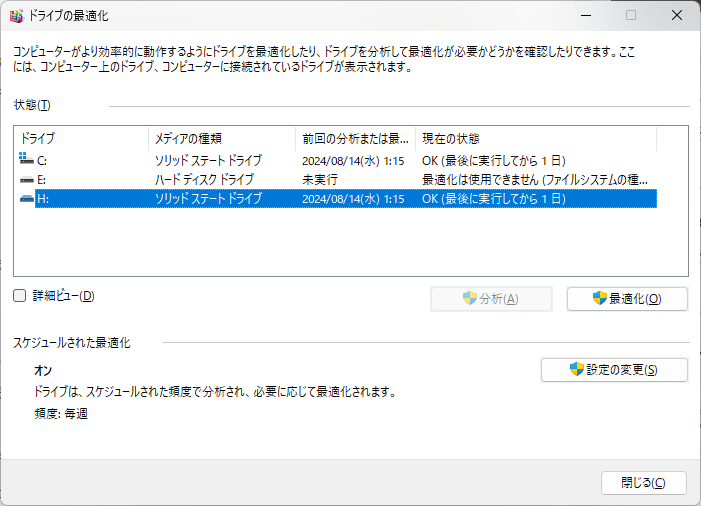 ドライブの最適化
コンピューターがより効率的に動作するようにドライブを最適化したり、ドライブを分析して最適化が必要かどうかを確認したりできます。ここ
には、コンピューター上のドライブ、コンピューターに接続されているドライブが表示されます。
状態(T)
ドライブ メディアの種類 前回の分析または最... 現在の状態
C: ソリッド ステート ドライブ 2024/08/14(水) 1:15 OK (最後に実行してから 1 日)
E: ハード ディスク ドライブ 未実行 最適化は使用できません (ファイルシステムの種...
H: ソリッド ステート ドライブ 2024/08/14(水) 1:15 OK (最後に実行してから 1 日)
詳細ビュー(D) 分析(A) 最適化(O)
スケジュールされた最適化
オン 設定の変更(S)
ドライブは、スケジュールされた頻度で分析され、必要に応じて最適化されます。
頻度: 毎週
閉じる(C)